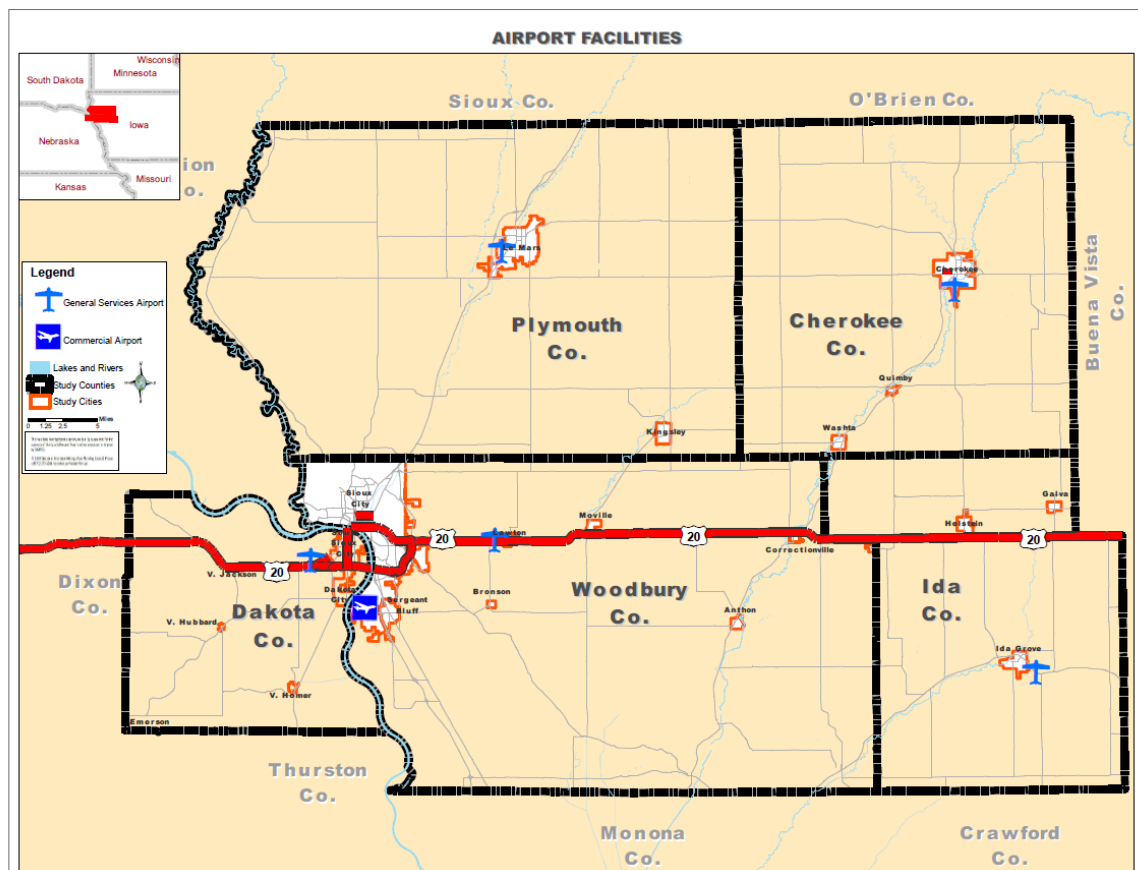 AIRPORT FACILITIES
Wisconsin
South Dakota
Minnesota
Iowa
Nebraska
Missouri
Kansas
Sioux Co.
O'Brien Co.
ion
o.
Buena Vista
Co.
Legend
General Services Airport
Commercial Airport
Lakes and Rivers
Study Counties
Study Cities
Miles
0 1.25 2.5 5
Le Mars
Cherokee
Plymouth
Co.
Cherokee
Co.
Quimby
Kingsley
Washta
Sioux
City
Galva
Moville
Holstein
Lawton
20
20
20
Correctionville
Sioux
City
V. Jackson
20
Dixon
Co.
Dakota
City
Sergeant
Bluff
Bronson
Woodbury
Co.
Ida
Co.
Dakota
Co.
V. Hubbard
Anthon
Ida Grove
V. Homer
Emerson
Thurston
Co.
Monona
Co.
Crawford
Co.